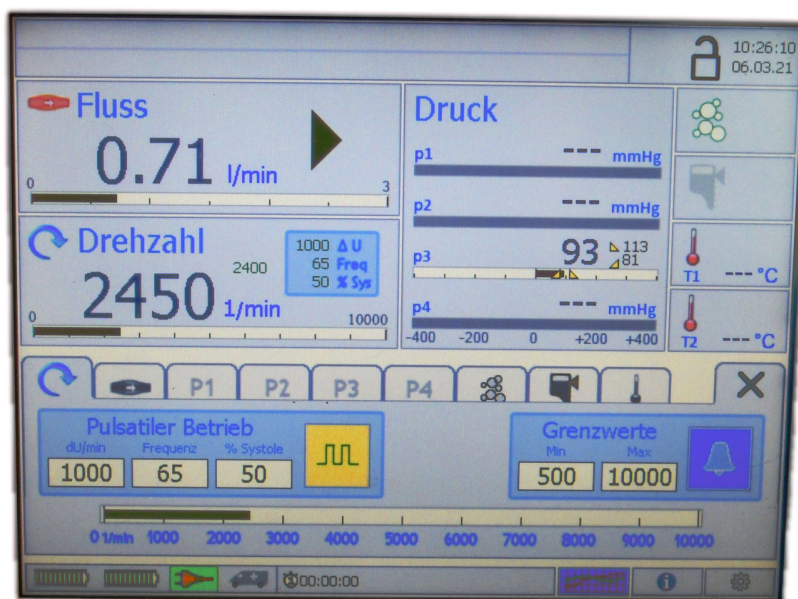 10:26:10
06.03.21
Fluss
0.71 l/min
0 3
Drehzahl
2400
2450 1/min
1000 ΔU
65 Freq
50 % Sys
0 10000
Druck
p1 --- mmHg
p2 --- mmHg
p3 93 113
81
p4 --- mmHg
-400 -200 0 +200 +400
T1 --- °C
T2 --- °C
P1 P2 P3 P4
Pulsatiler Betrieb
dU/min Frequenz % Systole
1000 65 50
Grenzwerte
Min Max
500 10000
0 1/min 1000 2000 3000 4000 5000 6000 7000 8000 9000 10000
00:00:00